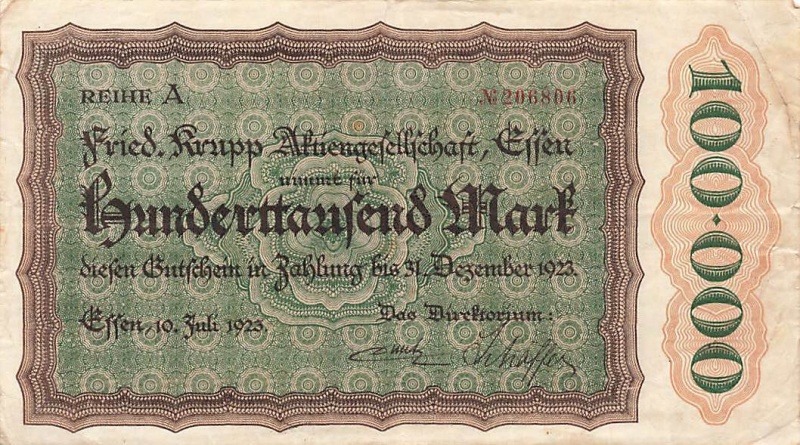 REIHE A
№ 206806
Fried. Krupp Aktiengesellschaft, Essen
nimmt für
Hunderttausend Mark
diesen Gutschein in Zahlung bis 31. Dezember 1923.
Essen, 10. Juli 1923.
Das Direktorium:
100·000